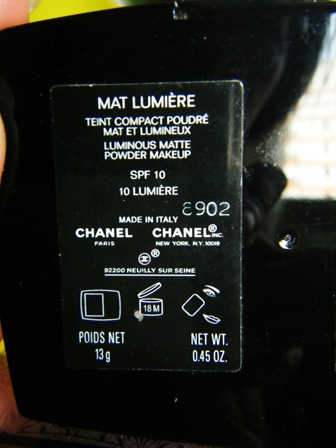 MAT LUMIÈRE
TEINT COMPACT POUDRÉ
MAT ET LUMINEUX
LUMINOUS MATTE
POWDER MAKEUP
SPF 10
10 LUMIÈRE
8902
MADE IN ITALY
CHANEL CHANEL® INC.
PARIS NEW YORK, N.Y. 10019
®
92200 NEUILLY SUR SEINE
18 M
POIDS NET NET WT.
13 g 0.45 OZ.